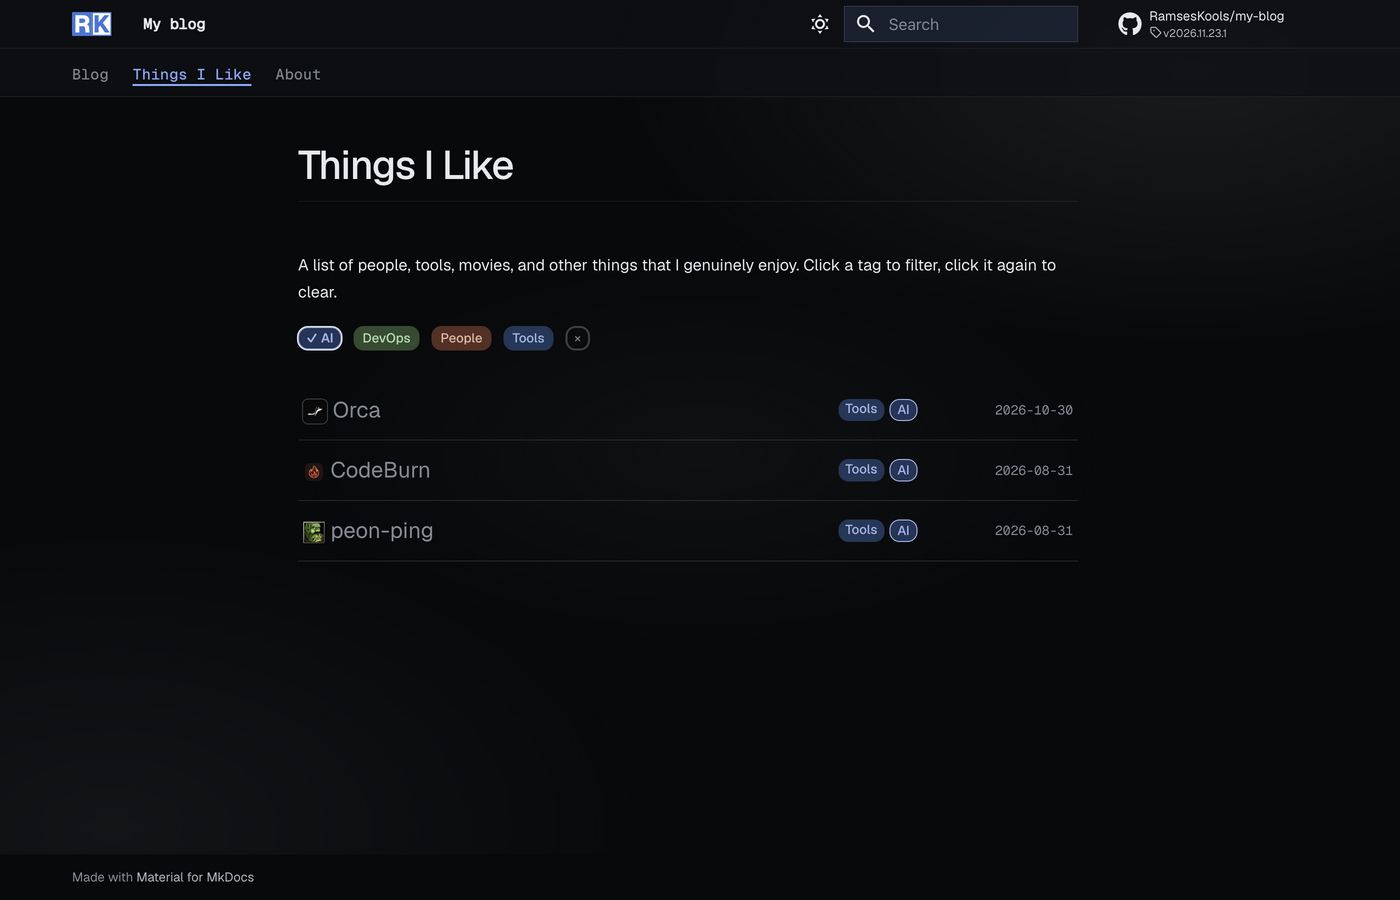 RK
My blog
Search
RamsesKools/my-blog
v2026.11.23.1
Blog
Things I Like
About
Things I Like
A list of people, tools, movies, and other things that I genuinely enjoy. Click a tag to filter, click it again to
clear.
✓ AI
DevOps
People
Tools
×
Orca
Tools
AI
2026-10-30
CodeBurn
Tools
AI
2026-08-31
peon-ping
Tools
AI
2026-08-31
Made with Material for MkDocs